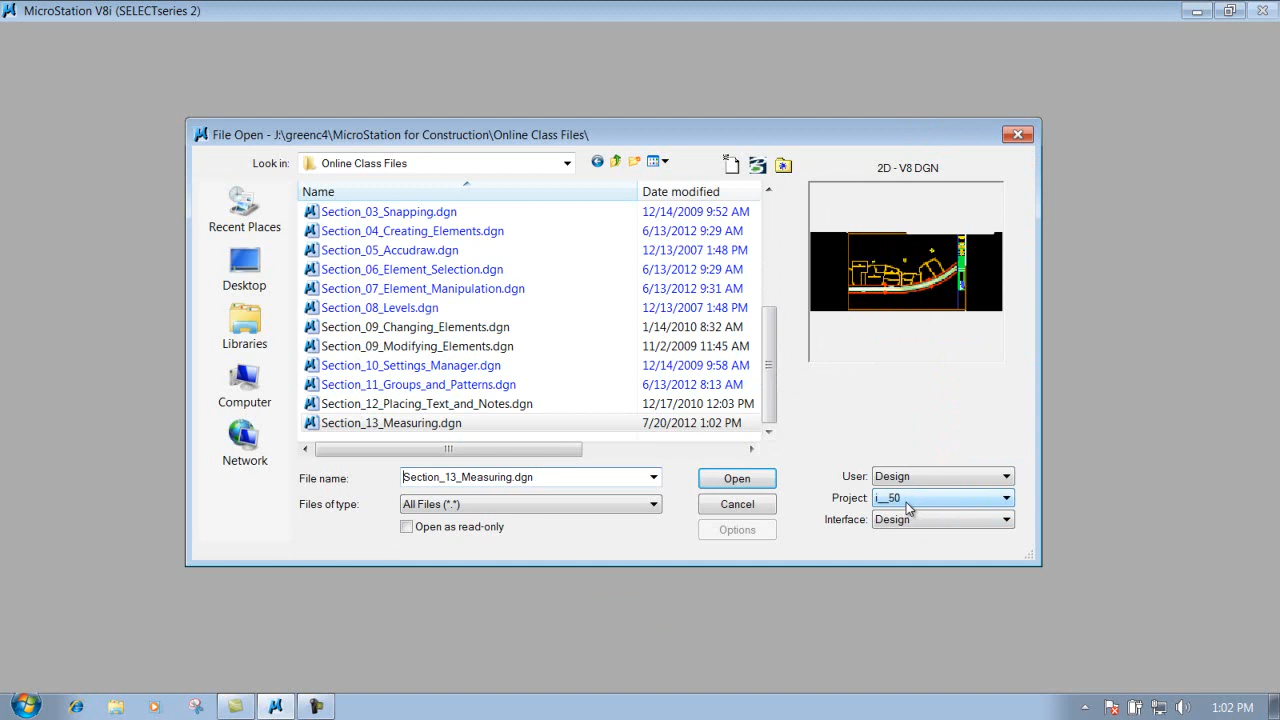 MicroStation V8i (SELECTseries 2)
File Open - J:\greenc4\MicroStation for Construction\Online Class Files\
Look in: Online Class Files
2D - V8 DGN
Name Date modified
Recent Places
Desktop
Libraries
Computer
Network
Section_03_Snapping.dgn 12/14/2009 9:52 AM
Section_04_Creating_Elements.dgn 6/13/2012 9:29 AM
Section_05_Accudraw.dgn 12/13/2007 1:48 PM
Section_06_Element_Selection.dgn 6/13/2012 9:29 AM
Section_07_Element_Manipulation.dgn 6/13/2012 9:31 AM
Section_08_Levels.dgn 12/13/2007 1:48 PM
Section_09_Changing_Elements.dgn 1/14/2010 8:32 AM
Section_09_Modifying_Elements.dgn 11/2/2009 11:45 AM
Section_10_Settings_Manager.dgn 12/14/2009 9:58 AM
Section_11_Groups_and_Patterns.dgn 6/13/2012 8:13 AM
Section_12_Placing_Text_and_Notes.dgn 12/17/2010 12:03 PM
Section_13_Measuring.dgn 7/20/2012 1:02 PM
File name: Section_13_Measuring.dgn Open
Files of type: All Files (*.*) Cancel
Open as read-only Options
User: Design
Project: i__50
Interface: Design
1:02 PM